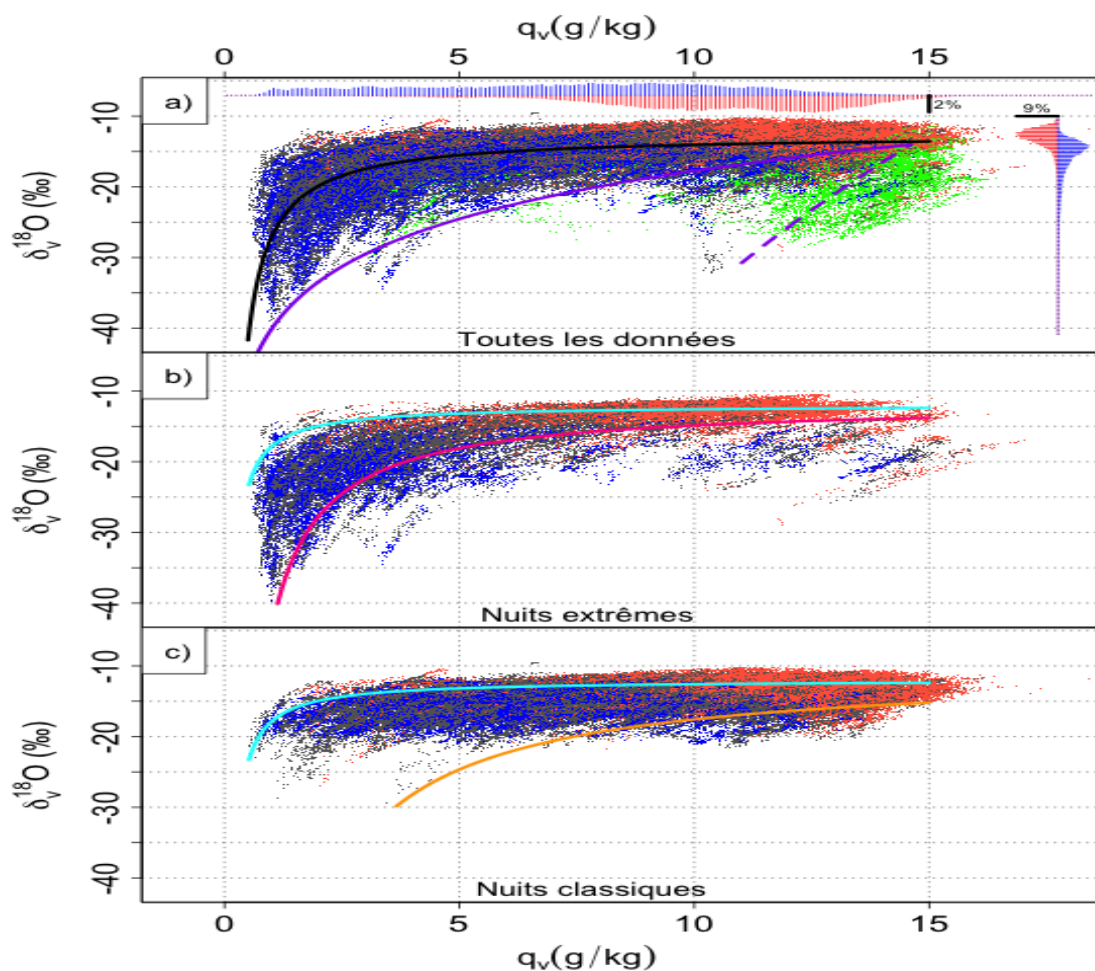 qv(g/kg)
0 5 10 15
a)
2%
9%
-10
-20
-30
-40
δv18O (‰)
Toutes les données
b)
-10
-20
-30
-40
δv18O (‰)
Nuits extrêmes
c)
-10
-20
-30
-40
δv18O (‰)
Nuits classiques
0 5 10 15
qv(g/kg)